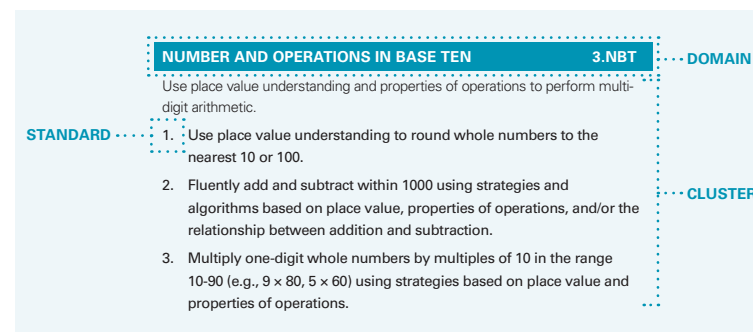 NUMBER AND OPERATIONS IN BASE TEN 3.NBT
DOMAIN
Use place value understanding and properties of operations to perform multi-
digit arithmetic.
STANDARD
1. Use place value understanding to round whole numbers to the
nearest 10 or 100.
2. Fluently add and subtract within 1000 using strategies and
algorithms based on place value, properties of operations, and/or the
relationship between addition and subtraction.
CLUSTER
3. Multiply one-digit whole numbers by multiples of 10 in the range
10-90 (e.g., 9 × 80, 5 × 60) using strategies based on place value and
properties of operations.